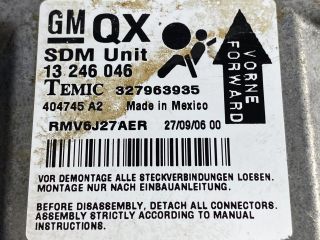 GM QX
SDM Unit
13 246 046
TEMIC 327963935
404745 A2 Made in Mexico
RMV6J27AER 27/09/06 00
VORNE
FORWARD
VOR DEMONTAGE ALLE STECKVERBINDUNGEN LOESEN.
MONTAGE NUR NACH EINBAUANLEITUNG.
BEFORE DISASSEMBLY, DETACH ALL CONNECTORS.
ASSEMBLY STRICTLY ACCORDING TO MANUAL
INSTRUCTIONS.